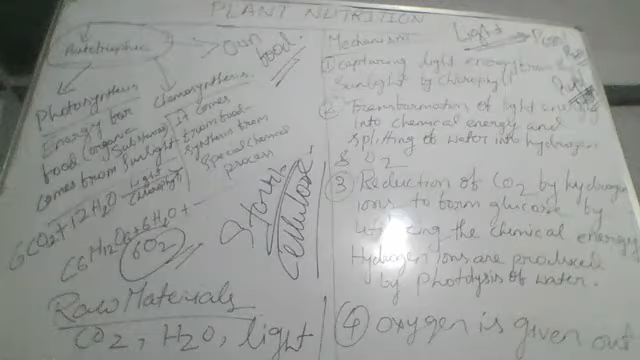 PLANT NUTRITION
Autotrophic
Own
food.
Photosynthesis
Energy for
food (organic
substances)
comes from sunlight
Chemosynthesis.
It comes
from food
synthesis from
special chemical
process
6CO2 + 12H2O Light
Chlorophyll
C6H12O6 + 6H2O +
6O2
Starch
Cellulose
Raw Materials
CO2, H2O, light
Mechanism
Light
① capturing light energy from
sunlight by chlorophyll
② Transformation of light energy
into chemical energy and
splitting of water into hydrogen
& O2
③ Reduction of CO2 by hydrogen
ions to form glucose by
utilizing the chemical energy
Hydrogen ions are produced
by photolysis of water.
④ oxygen is given out